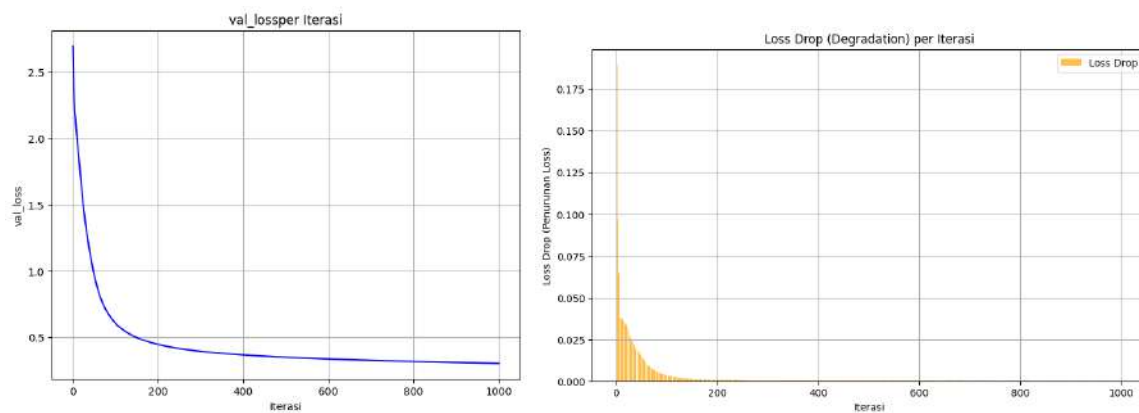 val_lossper Iterasi
val_loss
2.5
2.0
1.5
1.0
0.5
0 200 400 600 800 1000
Iterasi
Loss Drop (Degradation) per Iterasi
Loss Drop
Loss Drop (Penurunan Loss)
0.175
0.150
0.125
0.100
0.075
0.050
0.025
0.000
0 200 400 600 800 1000
Iterasi